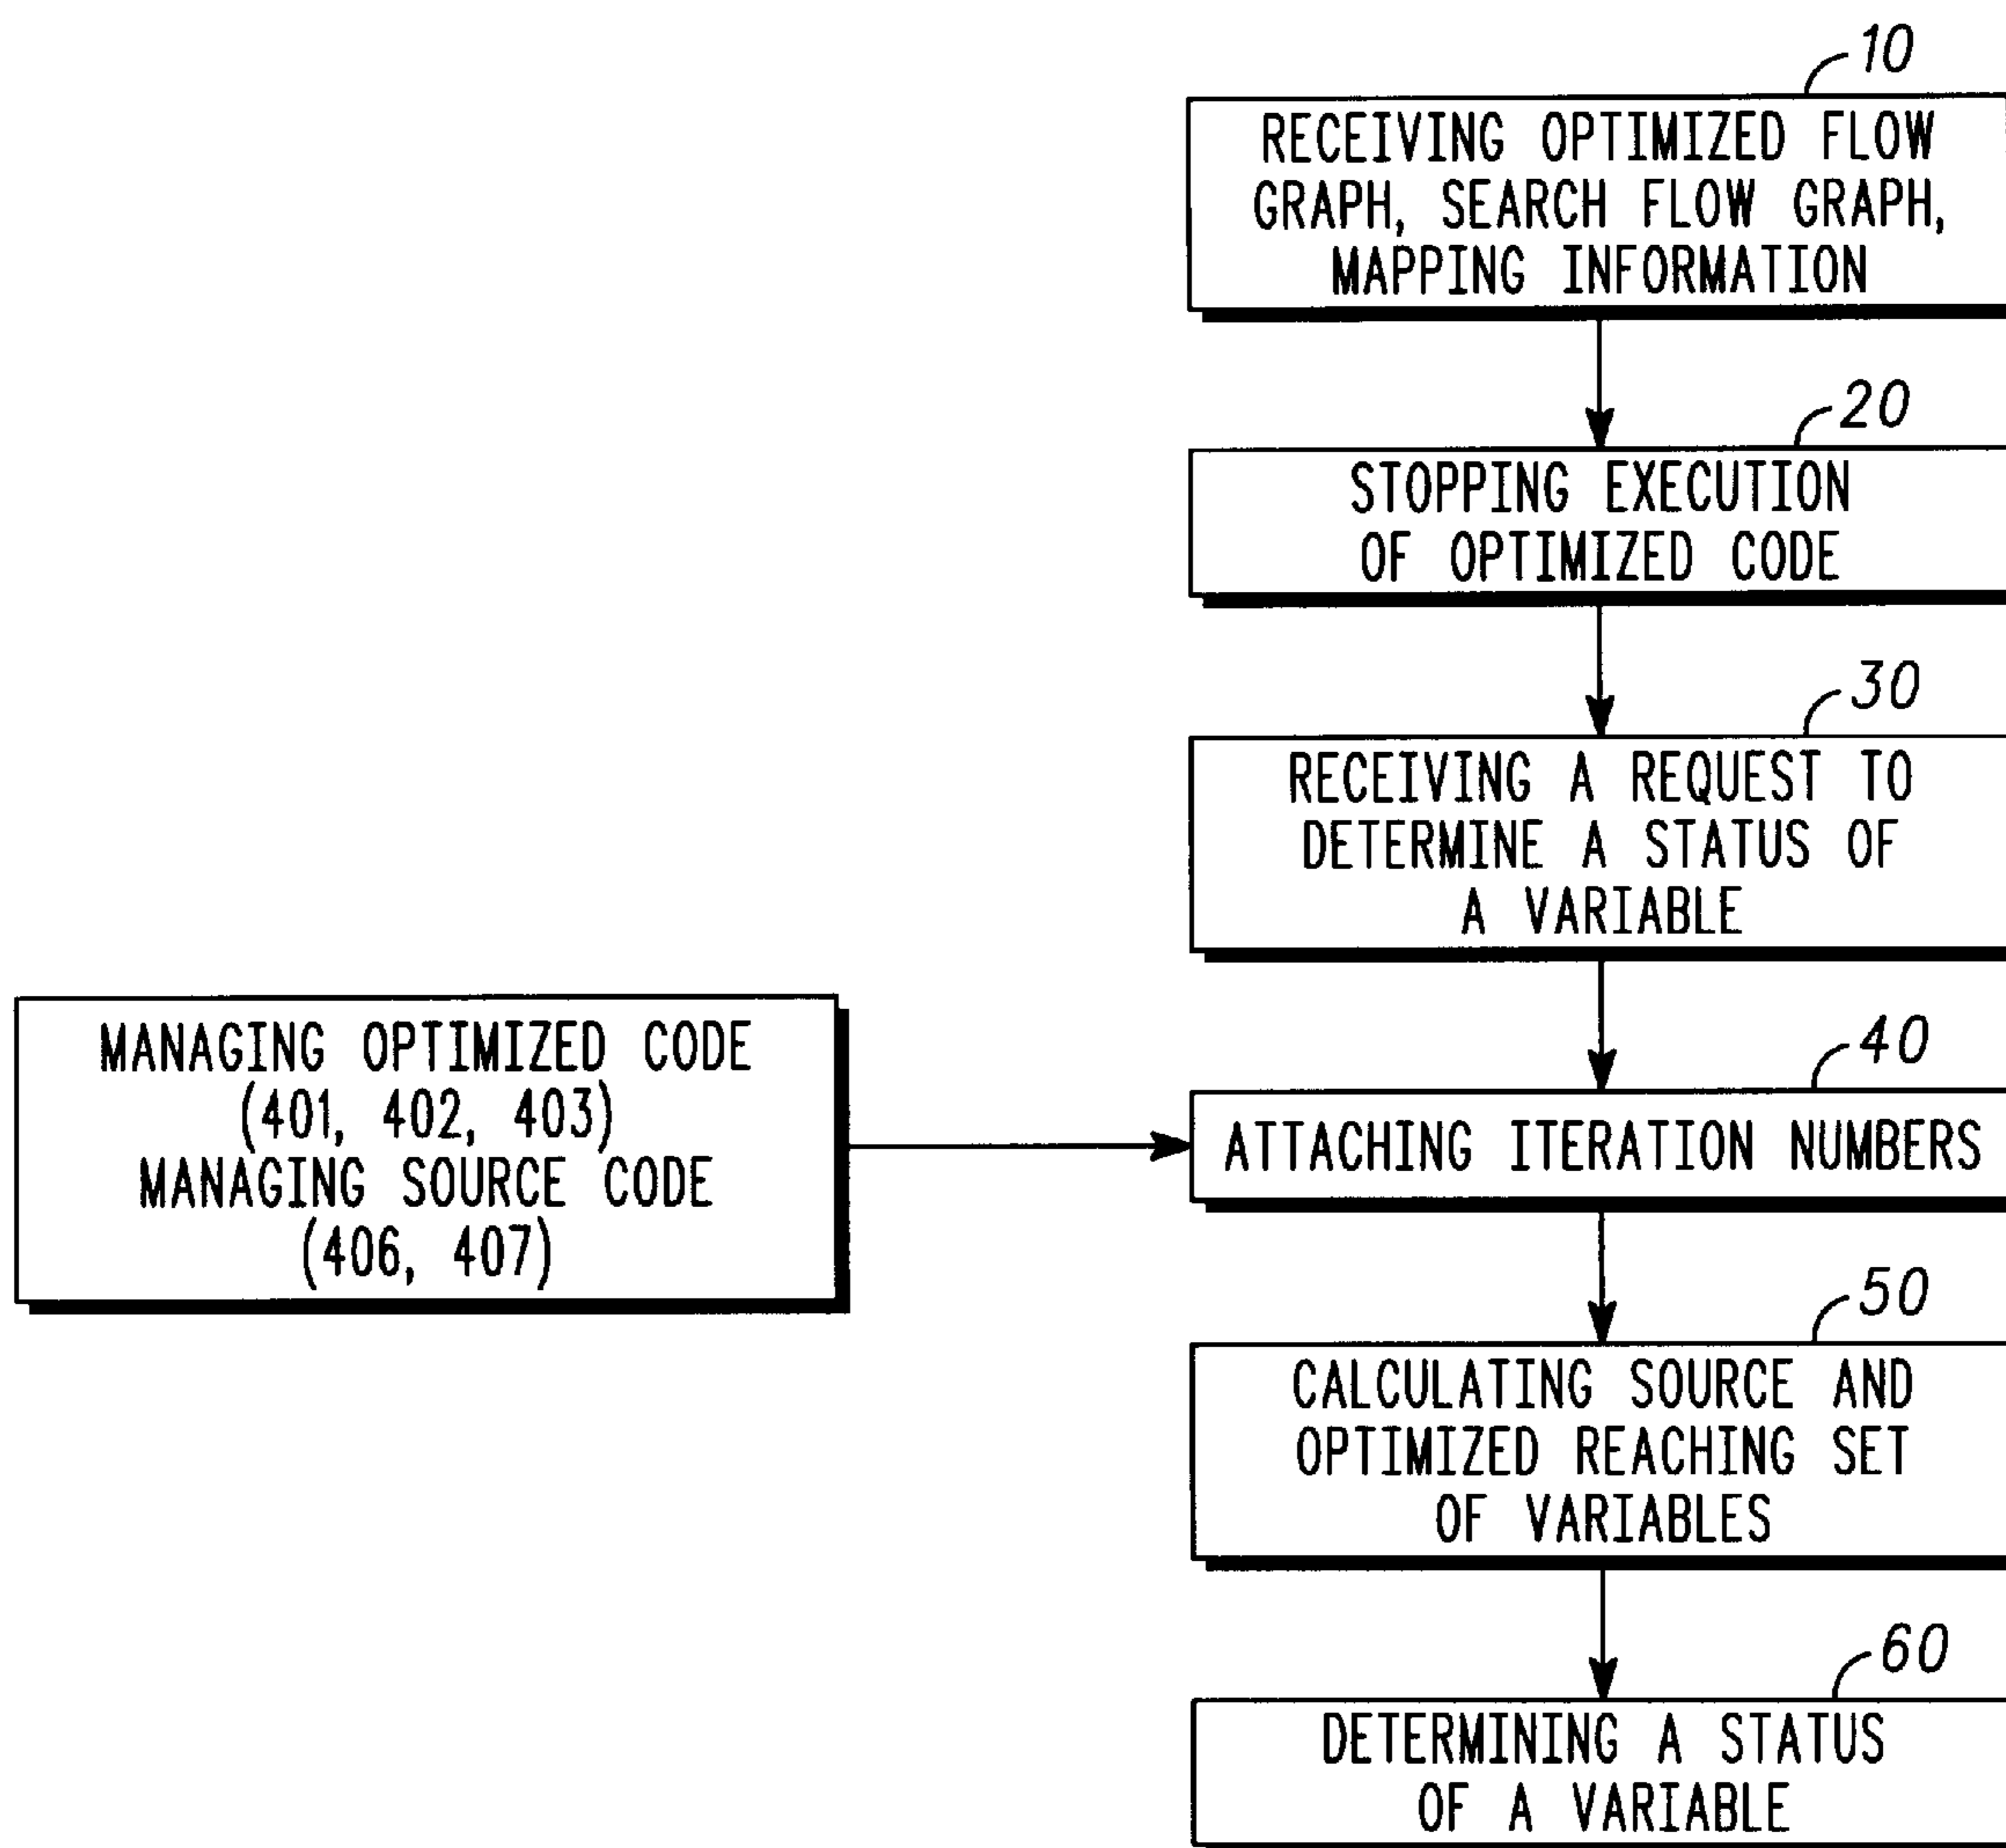 10
RECEIVING OPTIMIZED FLOW
GRAPH, SEARCH FLOW GRAPH,
MAPPING INFORMATION
20
STOPPING EXECUTION
OF OPTIMIZED CODE
30
RECEIVING A REQUEST TO
DETERMINE A STATUS OF
A VARIABLE
MANAGING OPTIMIZED CODE
(401, 402, 403)
MANAGING SOURCE CODE
(406, 407)
40
ATTACHING ITERATION NUMBERS
50
CALCULATING SOURCE AND
OPTIMIZED REACHING SET
OF VARIABLES
60
DETERMINING A STATUS
OF A VARIABLE